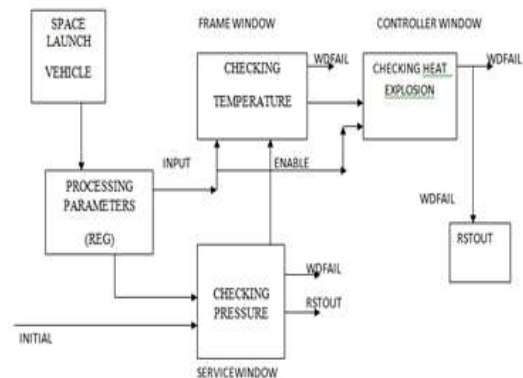 SPACE
LAUNCH
VEHICLE
FRAME WINDOW
CONTROLLER WINDOW
CHECKING
TEMPERATURE
WDFAIL
CHECKING HEAT
EXPLOSION
WDFAIL
INPUT
ENABLE
PROCESSING
PARAMETERS
(REG)
WDFAIL
RSTOUT
CHECKING
PRESSURE
WDFAIL
RSTOUT
INITIAL
SERVICEWINDOW